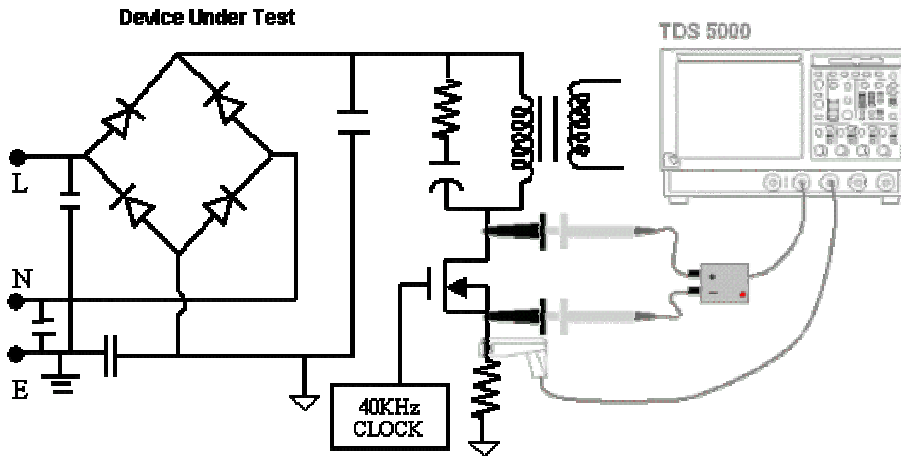 Device Under Test
TDS 5000
L
N
E
40KHz
CLOCK
+
−